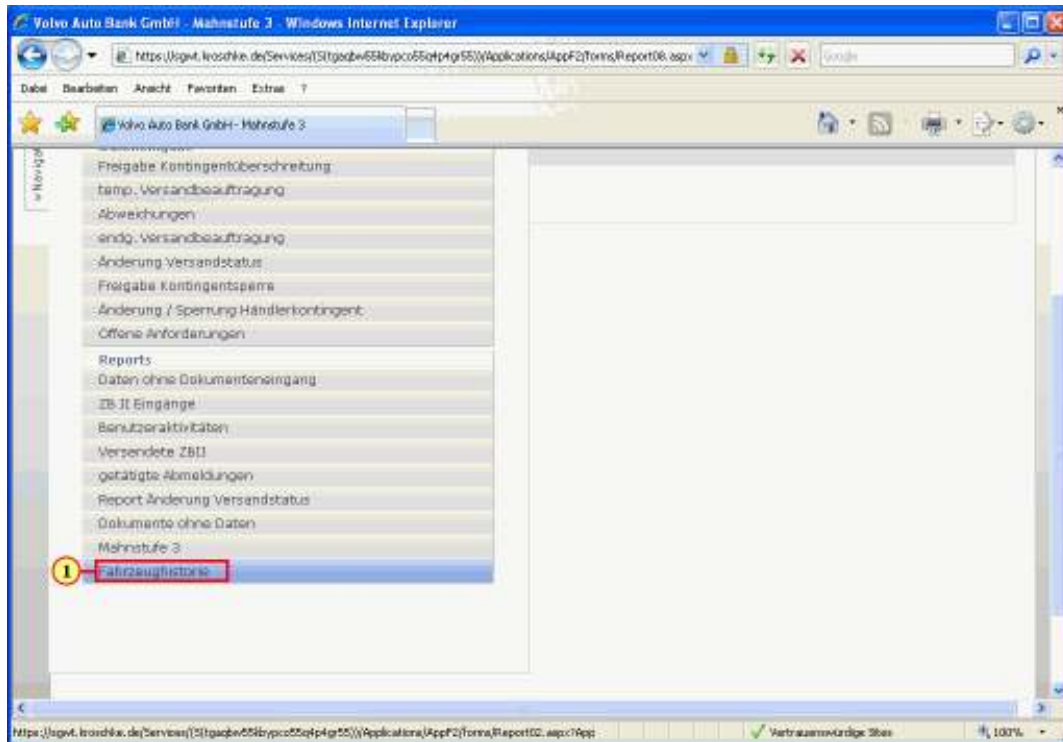 Volvo Auto Bank GmbH - Mahnstufe 3 - Windows Internet Explorer
Google
Datei Bearbeiten Ansicht Favoriten Extras ?
Volvo Auto Bank GmbH - Mahnstufe 3
» Naviga
Freigabe Kontingentüberschreitung
temp. Versandbeauftragung
Abweichungen
endg. Versandbeauftragung
Änderung Versandstatus
Freigabe Kontingentsperre
Änderung / Sperrung Händlerkontingent
Offene Anforderungen
Reports
Daten ohne Dokumenteneingang
ZB II Eingänge
Benutzeraktivitäten
Versendete ZBII
getätigte Abmeldungen
Report Änderung Versandstatus
Dokumente ohne Daten
Mahnstufe 3
1 Fahrzeughistorie
Vertrauenswürdige Sites 100%